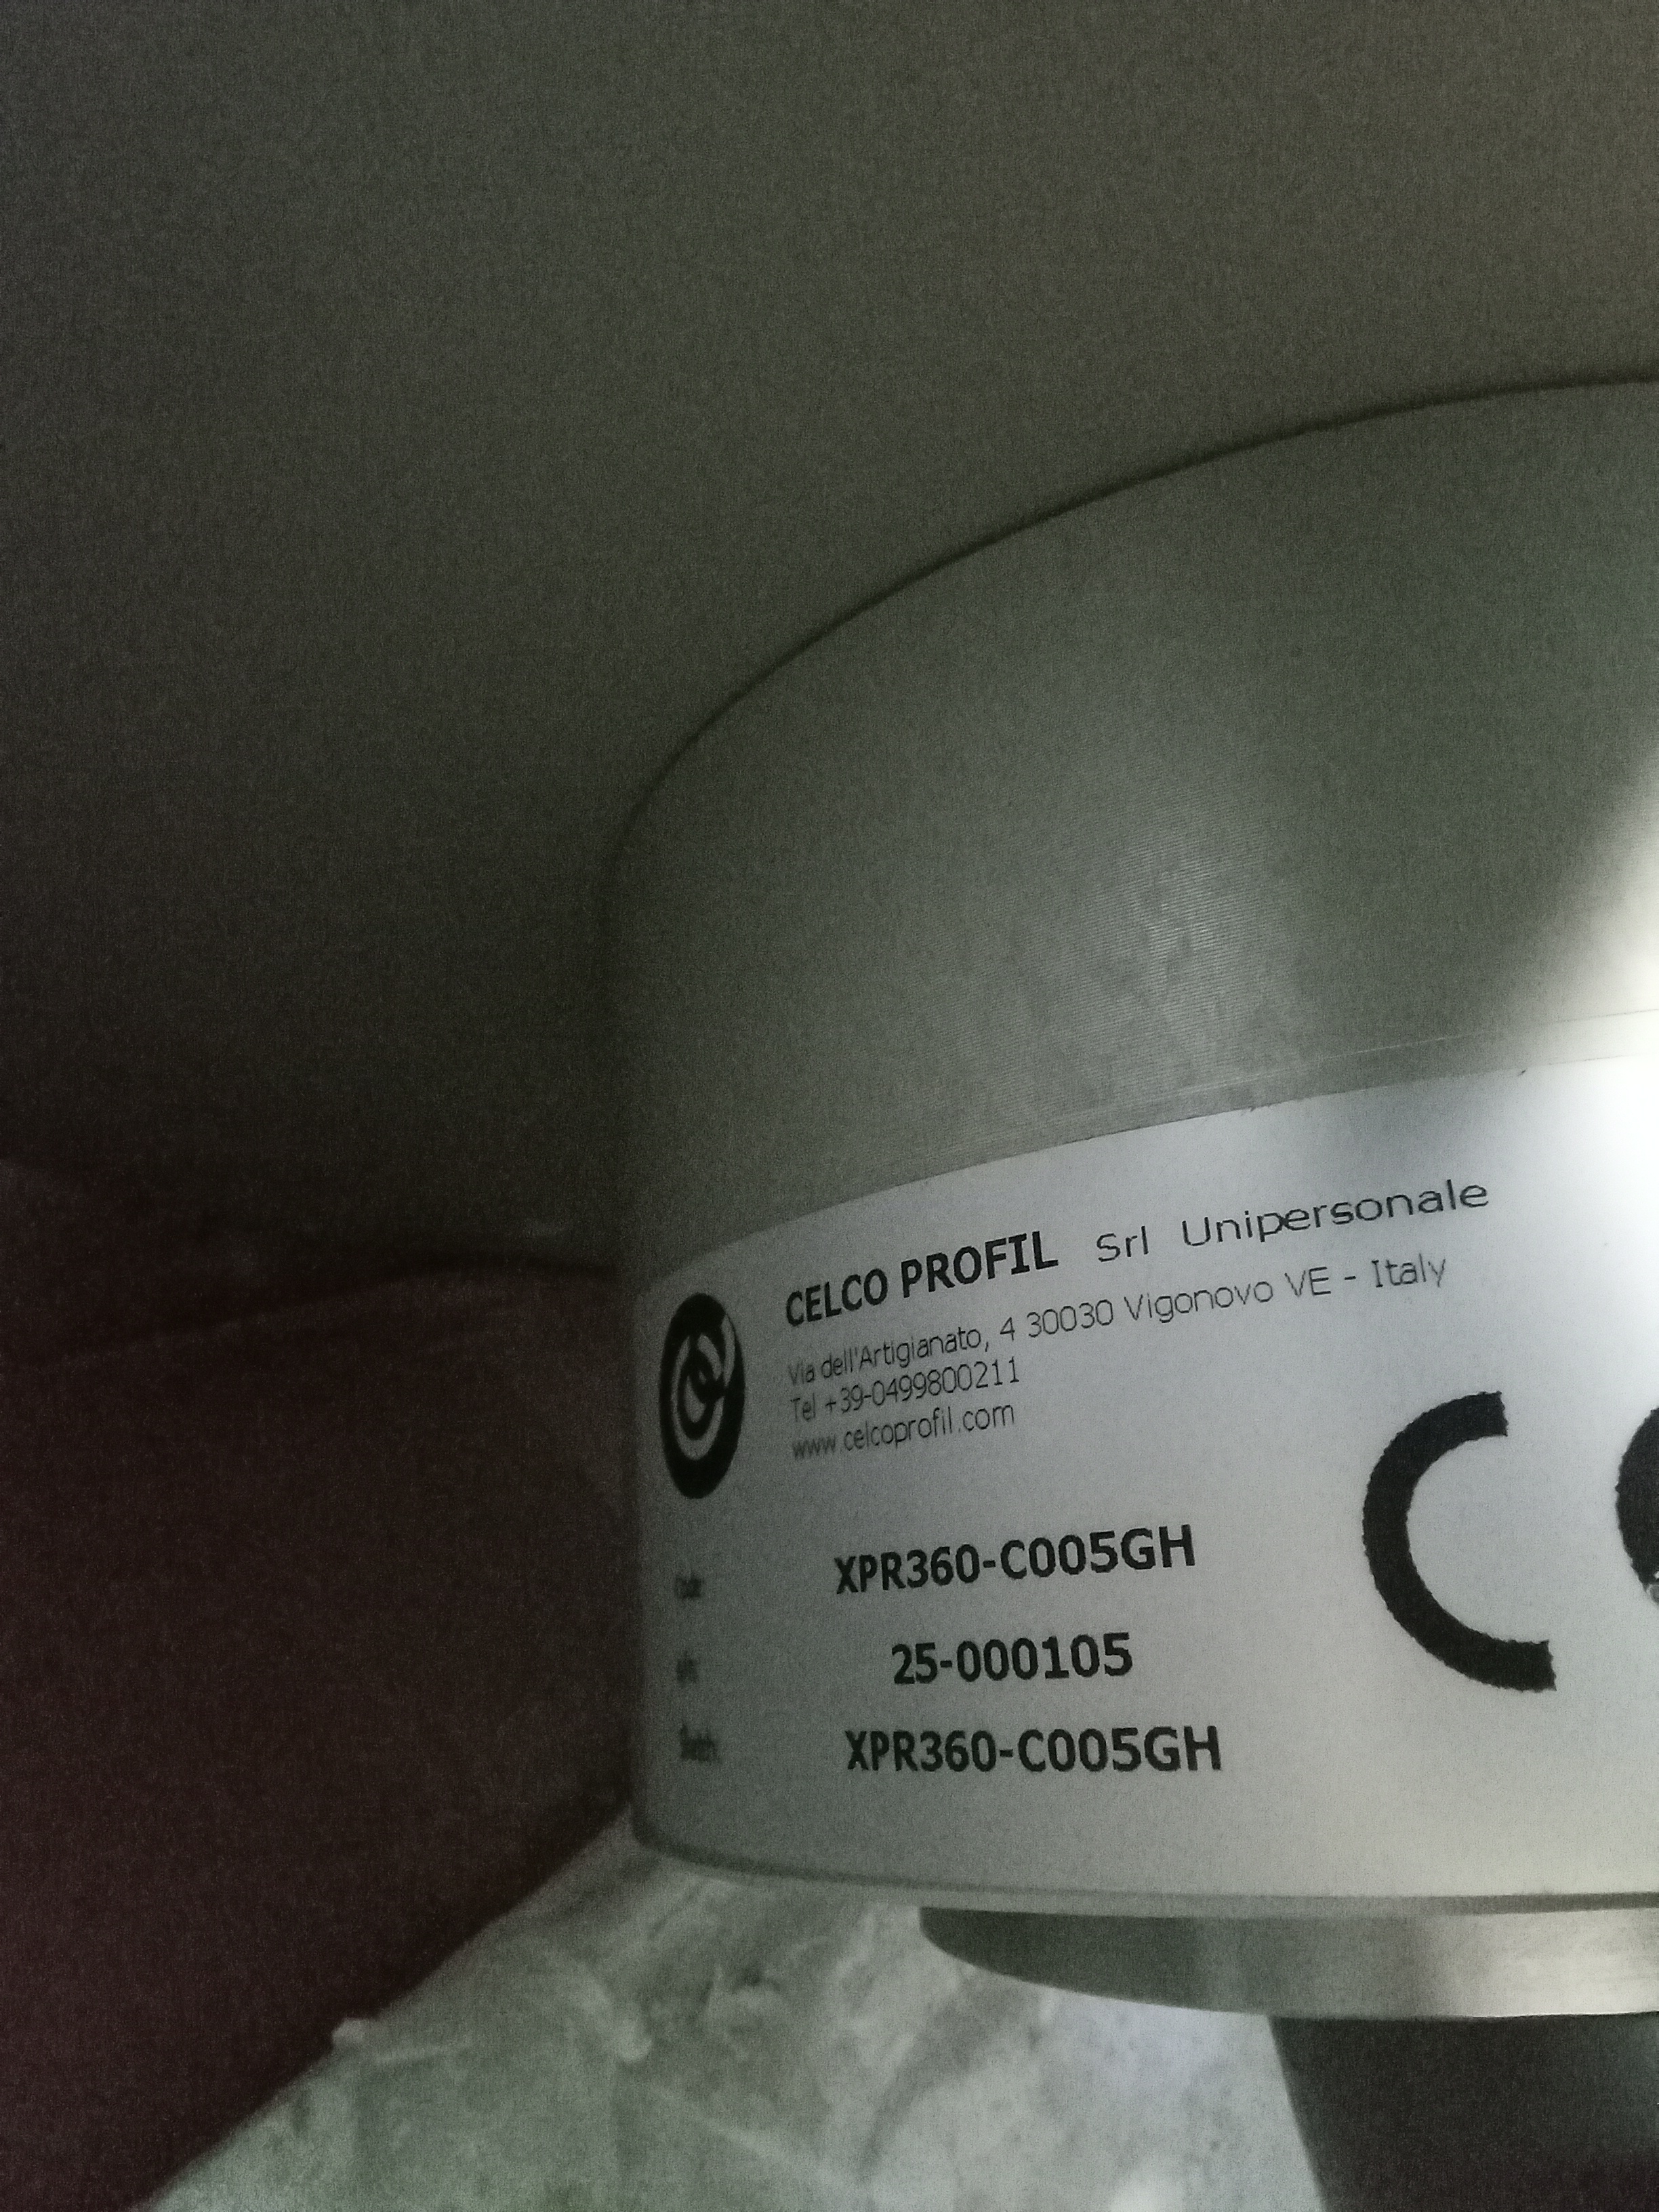 CELCO PROFIL Srl Unipersonale
Via dell'Artigianato, 4 30030 Vigonovo VE - Italy
Tel +39-0499800211
www.celcoprofil.com
XPR360-C005GH
25-000105
XPR360-C005GH
CE